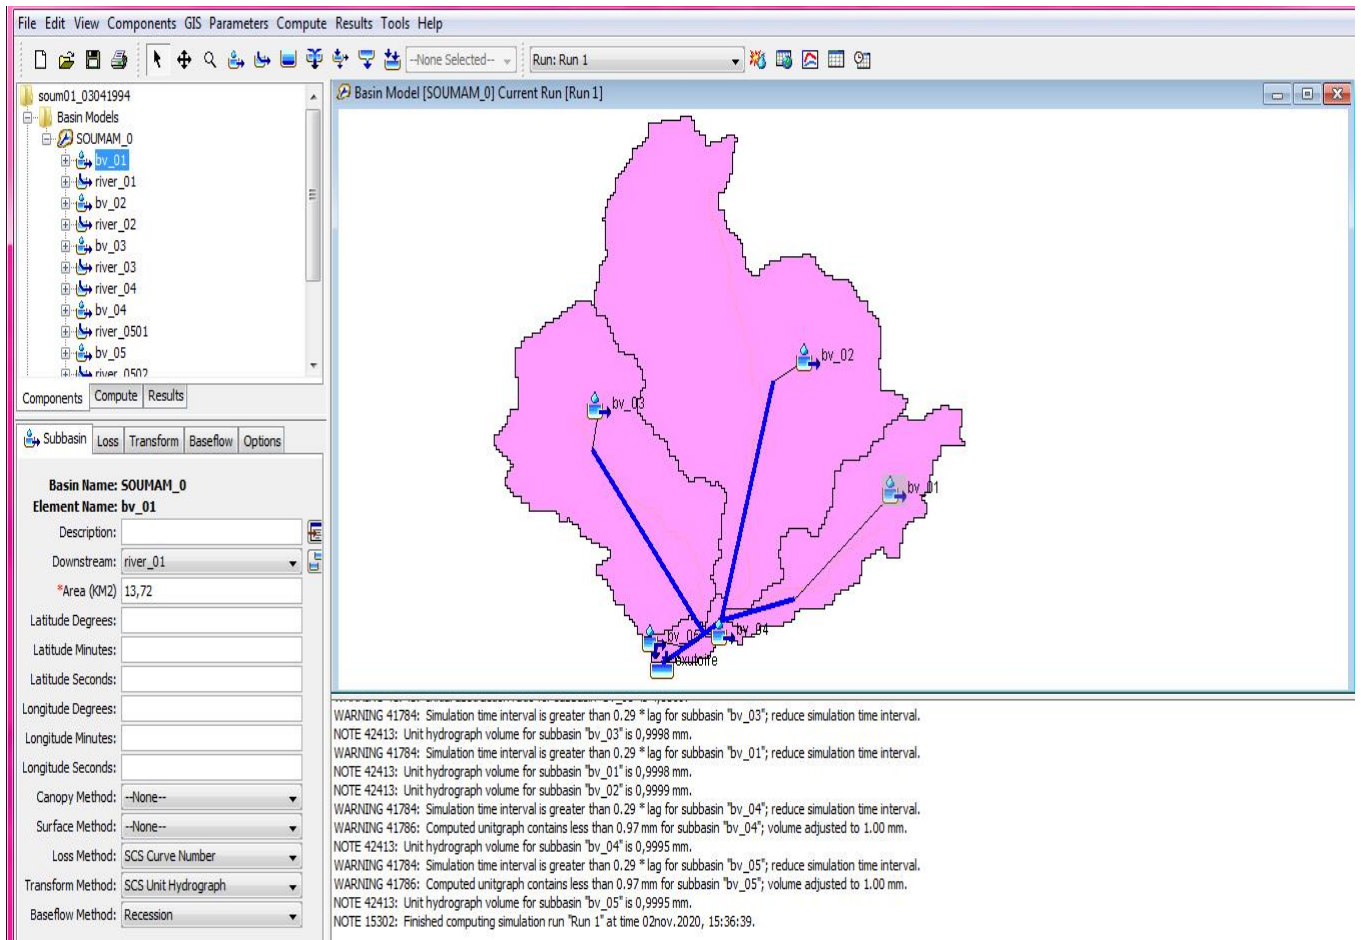 File Edit View Components GIS Parameters Compute Results Tools Help
--None Selected-- Run: Run 1
soum01_03041994
Basin Models
SOUMAM_0
bv_01
river_01
bv_02
river_02
bv_03
river_03
river_04
bv_04
river_0501
bv_05
river_0502
Components Compute Results
Subbasin Loss Transform Baseflow Options
Basin Name: SOUMAM_0
Element Name: bv_01
Description:
Downstream: river_01
*Area (KM2) 13,72
Latitude Degrees:
Latitude Minutes:
Latitude Seconds:
Longitude Degrees:
Longitude Minutes:
Longitude Seconds:
Canopy Method: --None--
Surface Method: --None--
Loss Method: SCS Curve Number
Transform Method: SCS Unit Hydrograph
Baseflow Method: Recession
Basin Model [SOUMAM_0] Current Run [Run 1]
bv_02
bv_03
bv_01
bv_04
exutoire
WARNING 41784: Simulation time interval is greater than 0.29 * lag for subbasin "bv_03"; reduce simulation time interval.
NOTE 42413: Unit hydrograph volume for subbasin "bv_03" is 0,9998 mm.
WARNING 41784: Simulation time interval is greater than 0.29 * lag for subbasin "bv_01"; reduce simulation time interval.
NOTE 42413: Unit hydrograph volume for subbasin "bv_01" is 0,9998 mm.
NOTE 42413: Unit hydrograph volume for subbasin "bv_02" is 0,9999 mm.
WARNING 41784: Simulation time interval is greater than 0.29 * lag for subbasin "bv_04"; reduce simulation time interval.
WARNING 41786: Computed unitgraph contains less than 0.97 mm for subbasin "bv_04"; volume adjusted to 1.00 mm.
NOTE 42413: Unit hydrograph volume for subbasin "bv_04" is 0,9995 mm.
WARNING 41784: Simulation time interval is greater than 0.29 * lag for subbasin "bv_05"; reduce simulation time interval.
WARNING 41786: Computed unitgraph contains less than 0.97 mm for subbasin "bv_05"; volume adjusted to 1.00 mm.
NOTE 42413: Unit hydrograph volume for subbasin "bv_05" is 0,9995 mm.
NOTE 15302: Finished computing simulation run "Run 1" at time 02nov.2020, 15:36:39.